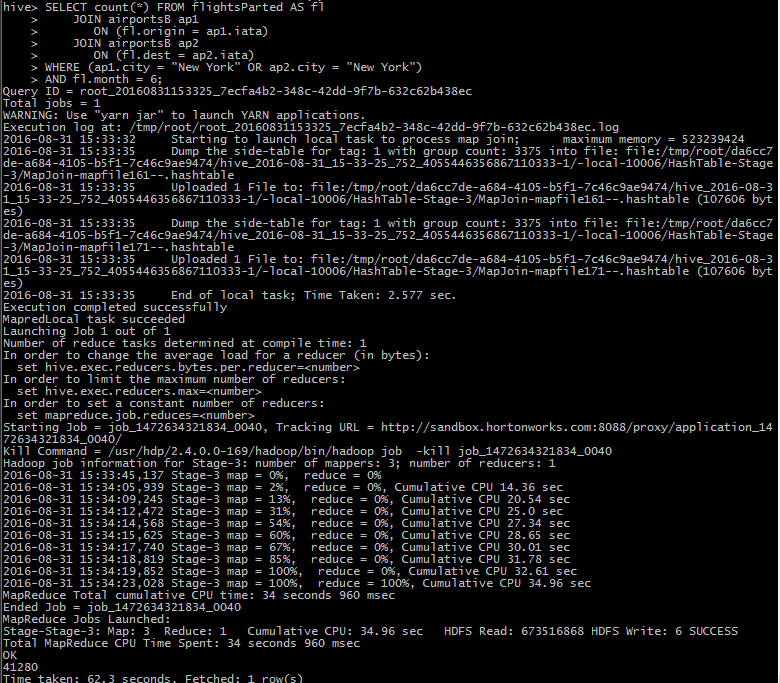 hive> SELECT count(*) FROM flightsParted AS fl
    >     JOIN airportsB ap1
    >        ON (fl.origin = ap1.iata)
    >     JOIN airportsB ap2
    >        ON (fl.dest = ap2.iata)
    > WHERE (ap1.city = "New York" OR ap2.city = "New York")
    > AND fl.month = 6;
Query ID = root_20160831153325_7ecfa4b2-348c-42dd-9f7b-632c62b438ec
Total jobs = 1
WARNING: Use "yarn jar" to launch YARN applications.
Execution log at: /tmp/root/root_20160831153325_7ecfa4b2-348c-42dd-9f7b-632c62b438ec.log
2016-08-31 15:33:32     Starting to launch local task to process map join;      maximum memory = 523239424
2016-08-31 15:33:35     Dump the side-table for tag: 1 with group count: 3375 into file: file:/tmp/root/da6cc7
de-a684-4105-b5f1-7c46c9ae9474/hive_2016-08-31_15-33-25_752_4055446356867110333-1/-local-10006/HashTable-Stage
-3/MapJoin-mapfile161--.hashtable
2016-08-31 15:33:35     Uploaded 1 File to: file:/tmp/root/da6cc7de-a684-4105-b5f1-7c46c9ae9474/hive_2016-08-3
1_15-33-25_752_4055446356867110333-1/-local-10006/HashTable-Stage-3/MapJoin-mapfile161--.hashtable (107606 byt
es)
2016-08-31 15:33:35     Dump the side-table for tag: 1 with group count: 3375 into file: file:/tmp/root/da6cc7
de-a684-4105-b5f1-7c46c9ae9474/hive_2016-08-31_15-33-25_752_4055446356867110333-1/-local-10006/HashTable-Stage
-3/MapJoin-mapfile171--.hashtable
2016-08-31 15:33:35     Uploaded 1 File to: file:/tmp/root/da6cc7de-a684-4105-b5f1-7c46c9ae9474/hive_2016-08-3
1_15-33-25_752_4055446356867110333-1/-local-10006/HashTable-Stage-3/MapJoin-mapfile171--.hashtable (107606 byt
es)
2016-08-31 15:33:35     End of local task; Time Taken: 2.577 sec.
Execution completed successfully
MapredLocal task succeeded
Launching Job 1 out of 1
Number of reduce tasks determined at compile time: 1
In order to change the average load for a reducer (in bytes):
  set hive.exec.reducers.bytes.per.reducer=<number>
In order to limit the maximum number of reducers:
  set hive.exec.reducers.max=<number>
In order to set a constant number of reducers:
  set mapreduce.job.reduces=<number>
Starting Job = job_1472634321834_0040, Tracking URL = http://sandbox.hortonworks.com:8088/proxy/application_14
72634321834_0040/
Kill Command = /usr/hdp/2.4.0.0-169/hadoop/bin/hadoop job  -kill job_1472634321834_0040
Hadoop job information for Stage-3: number of mappers: 3; number of reducers: 1
2016-08-31 15:33:45,137 Stage-3 map = 0%,  reduce = 0%
2016-08-31 15:34:05,939 Stage-3 map = 2%,  reduce = 0%, Cumulative CPU 14.36 sec
2016-08-31 15:34:09,245 Stage-3 map = 13%,  reduce = 0%, Cumulative CPU 20.54 sec
2016-08-31 15:34:12,472 Stage-3 map = 31%,  reduce = 0%, Cumulative CPU 25.0 sec
2016-08-31 15:34:14,568 Stage-3 map = 54%,  reduce = 0%, Cumulative CPU 27.34 sec
2016-08-31 15:34:15,625 Stage-3 map = 60%,  reduce = 0%, Cumulative CPU 28.65 sec
2016-08-31 15:34:17,740 Stage-3 map = 67%,  reduce = 0%, Cumulative CPU 30.01 sec
2016-08-31 15:34:18,819 Stage-3 map = 85%,  reduce = 0%, Cumulative CPU 31.78 sec
2016-08-31 15:34:19,852 Stage-3 map = 100%,  reduce = 0%, Cumulative CPU 32.61 sec
2016-08-31 15:34:23,028 Stage-3 map = 100%,  reduce = 100%, Cumulative CPU 34.96 sec
MapReduce Total cumulative CPU time: 34 seconds 960 msec
Ended Job = job_1472634321834_0040
MapReduce Jobs Launched:
Stage-Stage-3: Map: 3  Reduce: 1   Cumulative CPU: 34.96 sec   HDFS Read: 673516868 HDFS Write: 6 SUCCESS
Total MapReduce CPU Time Spent: 34 seconds 960 msec
OK
41280
Time taken: 62.3 seconds, Fetched: 1 row(s)